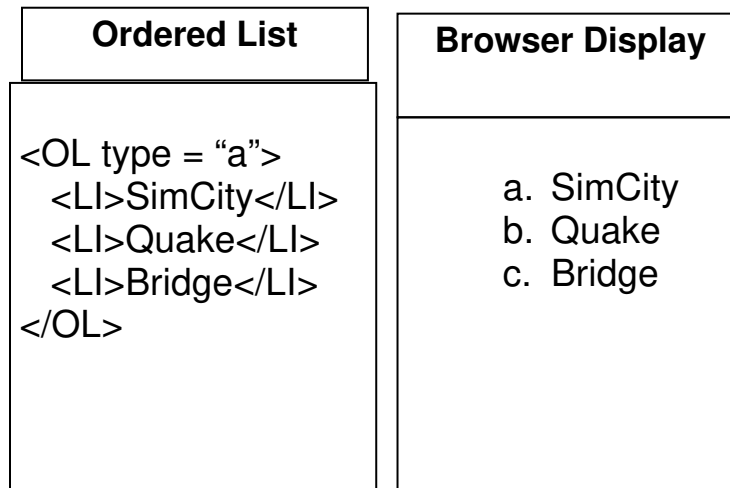 Ordered List
<OL type = “a”>
<LI>SimCity</LI>
<LI>Quake</LI>
<LI>Bridge</LI>
</OL>
Browser Display
a. SimCity
b. Quake
c. Bridge